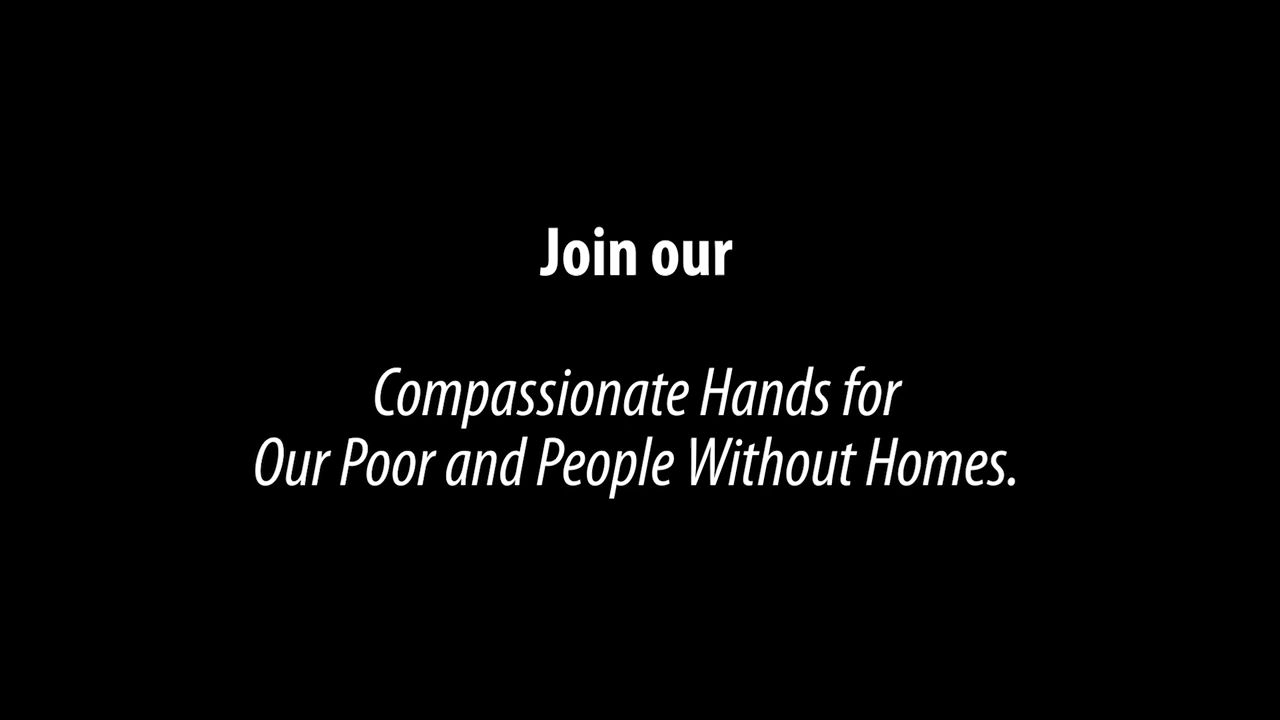 Join our
Compassionate Hands for
Our Poor and People Without Homes.